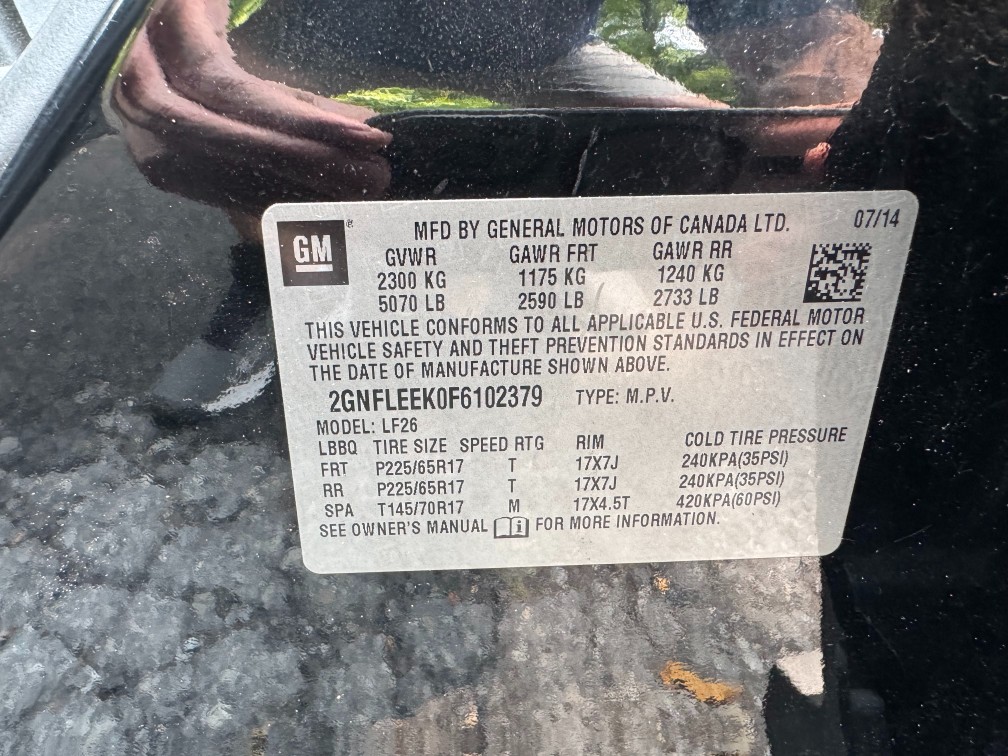 GM ® MFD BY GENERAL MOTORS OF CANADA LTD. 07/14
GVWR GAWR FRT GAWR RR
2300 KG 1175 KG 1240 KG
5070 LB 2590 LB 2733 LB
THIS VEHICLE CONFORMS TO ALL APPLICABLE U.S. FEDERAL MOTOR
VEHICLE SAFETY AND THEFT PREVENTION STANDARDS IN EFFECT ON
THE DATE OF MANUFACTURE SHOWN ABOVE.
2GNFLEEK0F6102379 TYPE: M.P.V.
MODEL: LF26
LBBQ TIRE SIZE SPEED RTG RIM COLD TIRE PRESSURE
FRT P225/65R17 T 17X7J 240KPA(35PSI)
RR P225/65R17 T 17X7J 240KPA(35PSI)
SPA T145/70R17 M 17X4.5T 420KPA(60PSI)
SEE OWNER'S MANUAL FOR MORE INFORMATION.